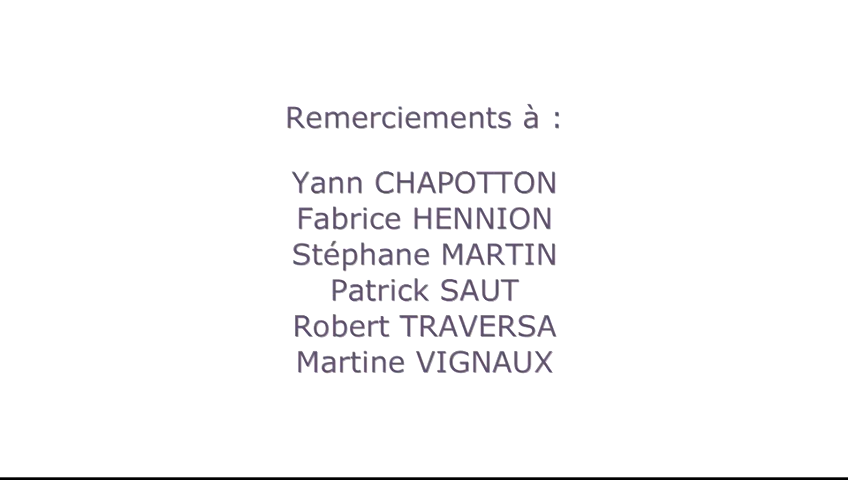 Remerciements à :
Yann CHAPOTTON
Fabrice HENNION
Stéphane MARTIN
Patrick SAUT
Robert TRAVERSA
Martine VIGNAUX